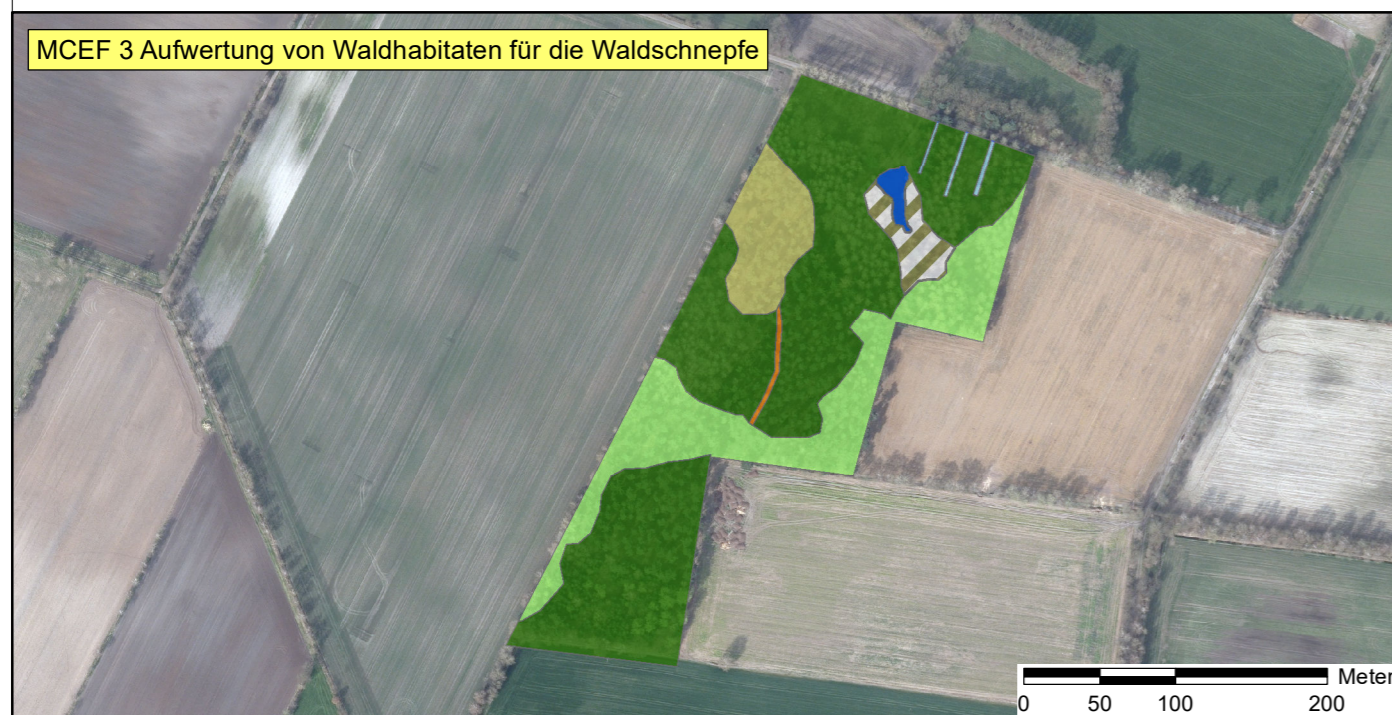 MCEF 3 Aufwertung von Waldhabitaten für die Waldschnepfe
Meter
0 50 100 200